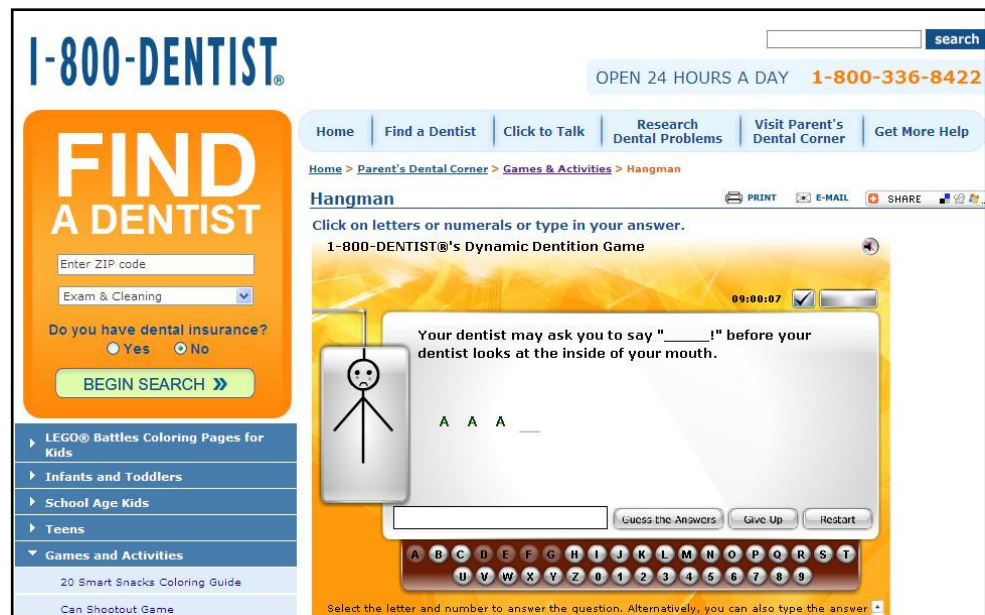 1-800-DENTIST®
search
OPEN 24 HOURS A DAY 1-800-336-8422
FIND
A DENTIST
Enter ZIP code
Exam & Cleaning
Do you have dental insurance?
Yes No
BEGIN SEARCH »
LEGO® Battles Coloring Pages for
Kids
Infants and Toddlers
School Age Kids
Teens
Games and Activities
20 Smart Snacks Coloring Guide
Can Shootout Game
Home
Find a Dentist
Click to Talk
Research
Dental Problems
Visit Parent's
Dental Corner
Get More Help
Home > Parent's Dental Corner > Games & Activities > Hangman
Hangman
PRINT E-MAIL SHARE
Click on letters or numerals or type in your answer.
1-800-DENTIST®'s Dynamic Dentition Game
09:00:07
Your dentist may ask you to say "_____!" before your
dentist looks at the inside of your mouth.
A A A __
Guess the Answers Give Up Restart
A B C D E F G H I J K L M N O P Q R S T
U V W X Y Z 0 1 2 3 4 5 6 7 8 9
Select the letter and number to answer the question. Alternatively, you can also type the answer